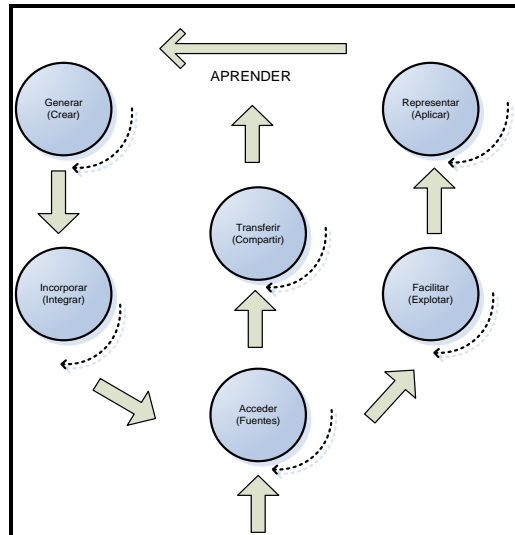 APRENDER
Generar
(Crear)
Representar
(Aplicar)
Transferir
(Compartir)
Incorporar
(Integrar)
Facilitar
(Explotar)
Acceder
(Fuentes)